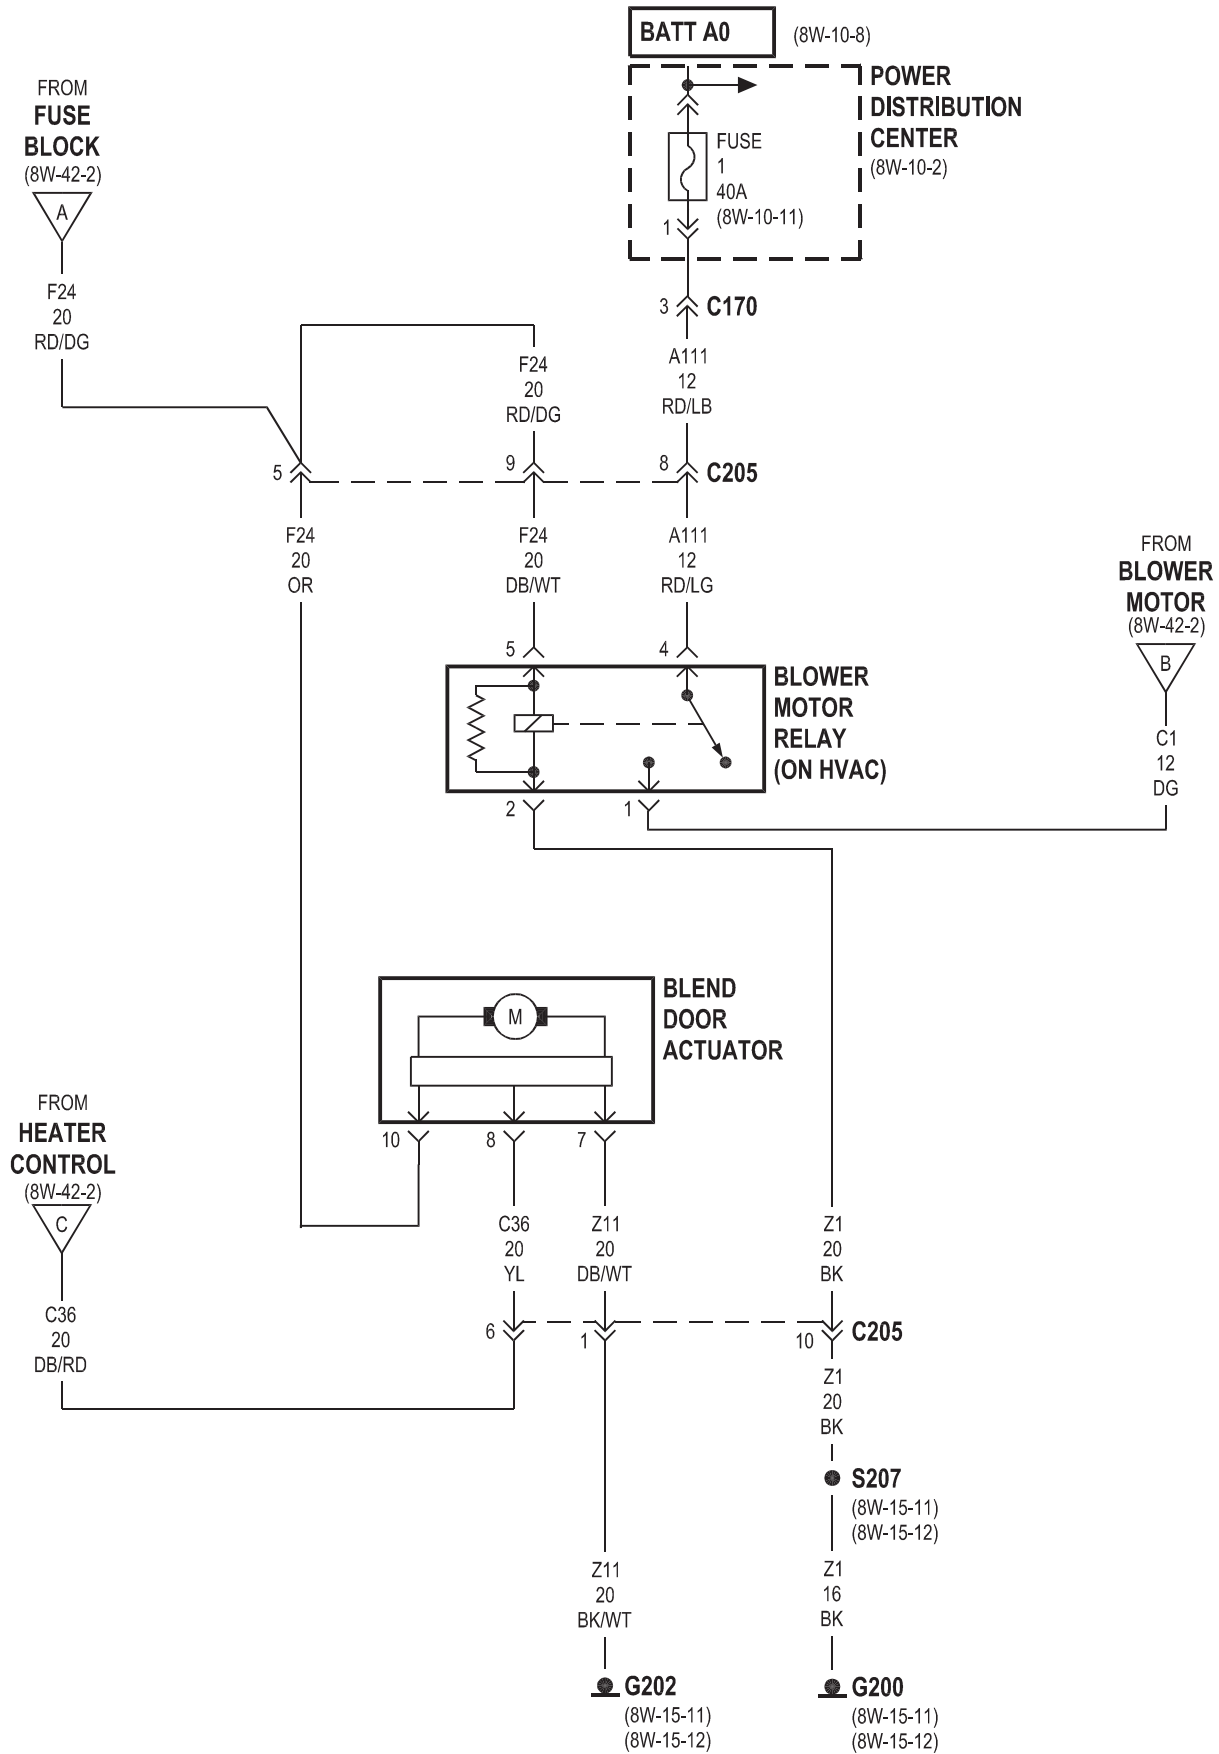 BATT A0
(8W-10-8)
POWER
DISTRIBUTION
CENTER
(8W-10-2)
FUSE
1
40A
(8W-10-11)
1
FROM
FUSE
BLOCK
(8W-42-2)
A
F24
20
RD/DG
3
C170
F24
20
RD/DG
A111
12
RD/LB
5
9
8
C205
F24
20
OR
F24
20
DB/WT
A111
12
RD/LG
FROM
BLOWER
MOTOR
(8W-42-2)
B
C1
12
DG
5
4
BLOWER
MOTOR
RELAY
(ON HVAC)
2
1
BLEND
DOOR
ACTUATOR
M
10
8
7
FROM
HEATER
CONTROL
(8W-42-2)
C
C36
20
DB/RD
C36
20
YL
Z11
20
DB/WT
Z1
20
BK
6
1
10
C205
Z1
20
BK
S207
(8W-15-11)
(8W-15-12)
Z11
20
BK/WT
Z1
16
BK
G202
(8W-15-11)
(8W-15-12)
G200
(8W-15-11)
(8W-15-12)